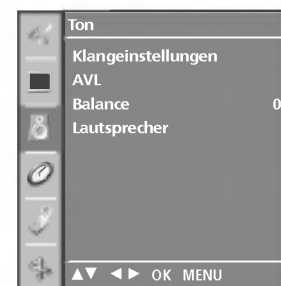 Ton
Klangeinstellungen
AVL
Balance 0
Lautsprecher
▲▼ ◄► OK MENU